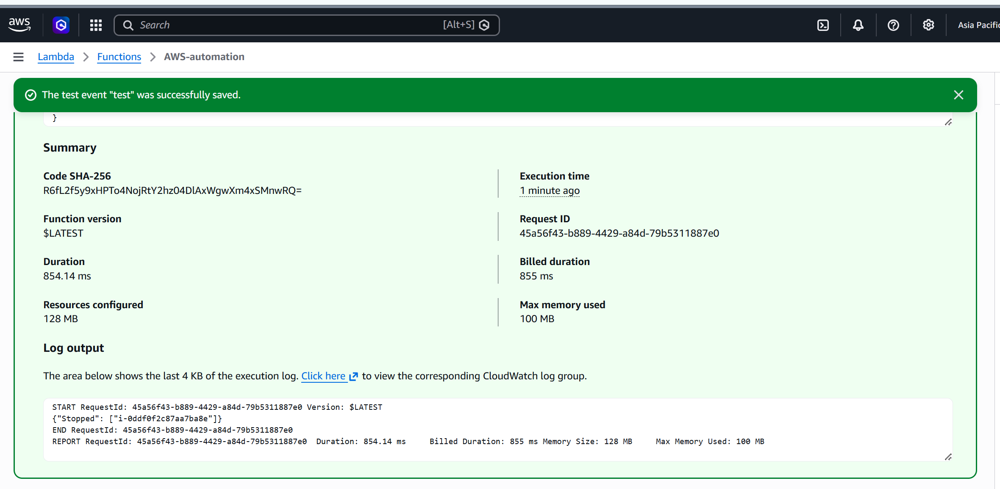 aws
Search [Alt+S]
Asia Pacific
Lambda Functions AWS-automation
The test event "test" was successfully saved.
}
Summary
Code SHA-256
R6fL2f5y9xHPTo4NojRtY2hz04DlAxWgwXm4xSMnwRQ=
Execution time
1 minute ago
Function version
$LATEST
Request ID
45a56f43-b889-4429-a84d-79b5311887e0
Duration
854.14 ms
Billed duration
855 ms
Resources configured
128 MB
Max memory used
100 MB
Log output
The area below shows the last 4 KB of the execution log. Click here to view the corresponding CloudWatch log group.
START RequestId: 45a56f43-b889-4429-a84d-79b5311887e0 Version: $LATEST
{"Stopped": ["i-0ddf0f2c87aa7ba8e"]}
END RequestId: 45a56f43-b889-4429-a84d-79b5311887e0
REPORT RequestId: 45a56f43-b889-4429-a84d-79b5311887e0 Duration: 854.14 ms Billed Duration: 855 ms Memory Size: 128 MB Max Memory Used: 100 MB